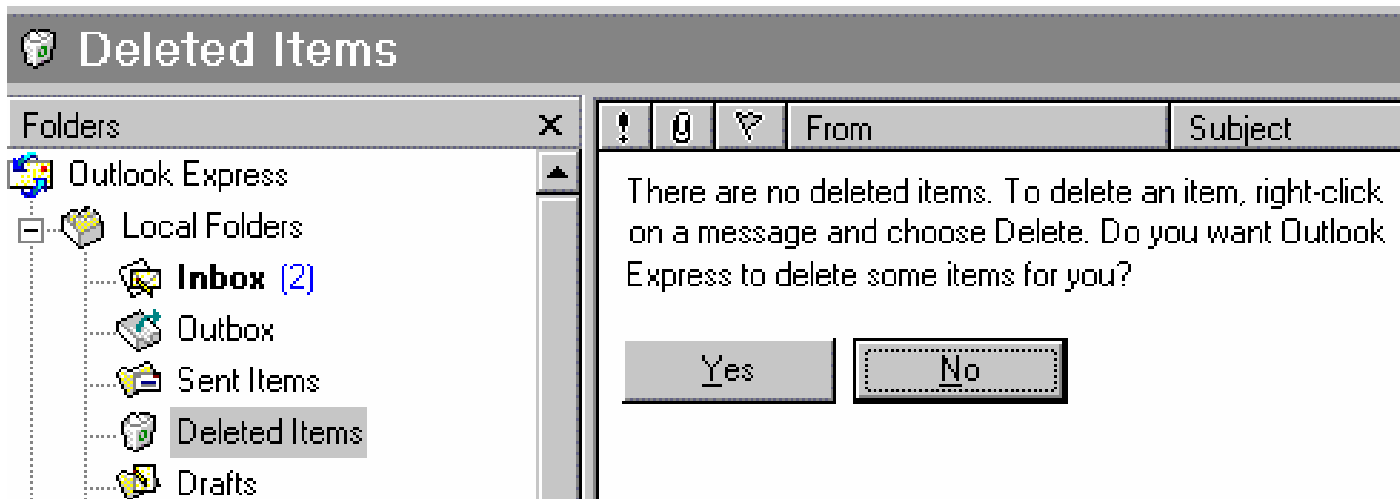 Deleted Items
Folders
From
Subject
Outlook Express
Local Folders
Inbox (2)
Outbox
Sent Items
Deleted Items
Drafts
There are no deleted items. To delete an item, right-click
on a message and choose Delete. Do you want Outlook
Express to delete some items for you?
Yes
No